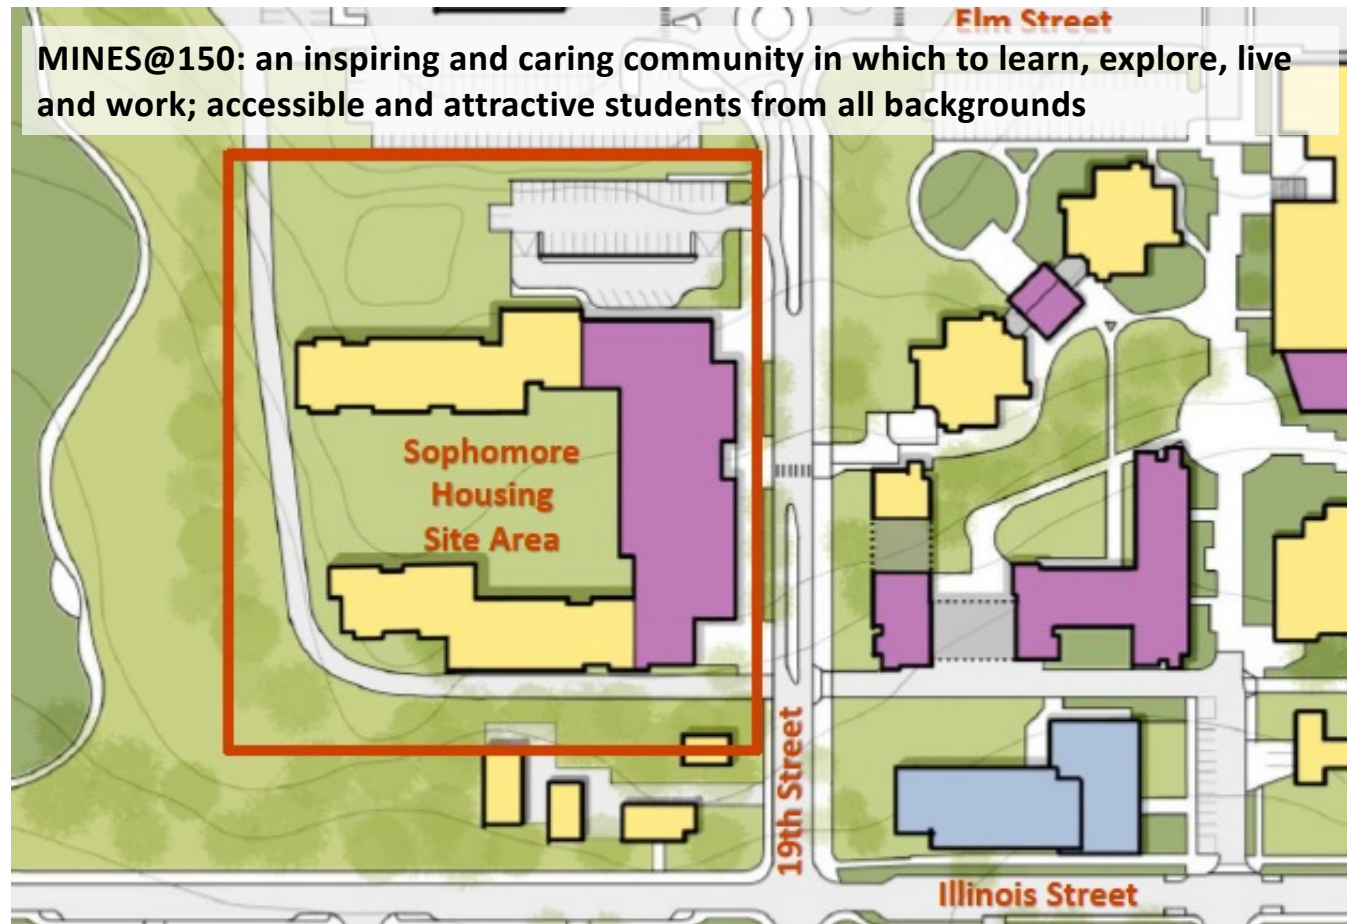 Elm Street
MINES@150: an inspiring and caring community in which to learn, explore, live
and work; accessible and attractive students from all backgrounds
Sophomore
Housing
Site Area
19th Street
Illinois Street